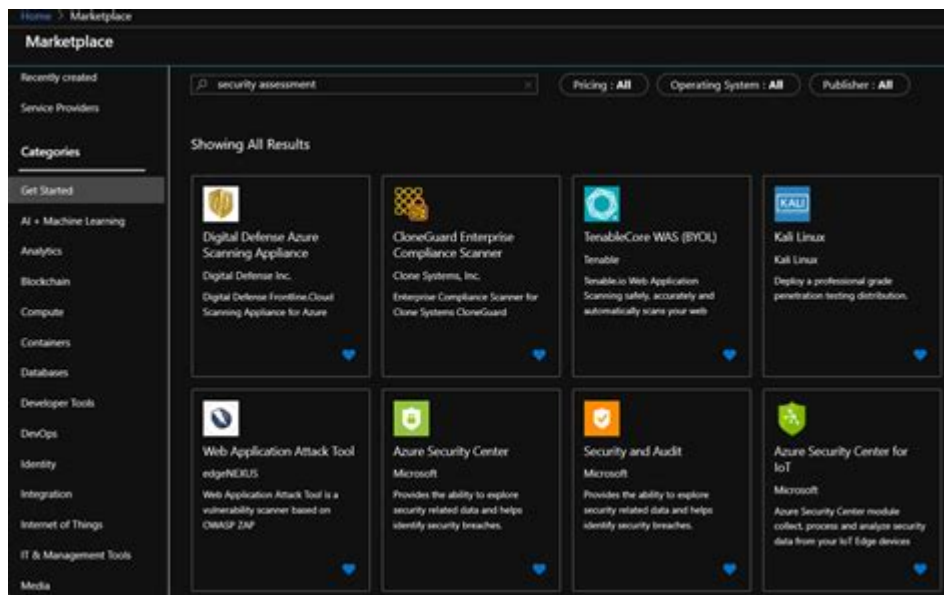 Home > Marketplace
Marketplace
Recently created
Service Providers
Categories
Get Started
AI + Machine Learning
Analytics
Blockchain
Compute
Containers
Databases
Developer Tools
DevOps
Identity
Integration
Internet of Things
IT & Management Tools
Media
security assessment
Pricing : All
Operating System : All
Publisher : All
Showing All Results
Digital Defense Azure
Scanning Appliance
Digital Defense Inc.
Digital Defense Frontline.Cloud
Scanning Appliance for Azure
CloneGuard Enterprise
Compliance Scanner
Clone Systems, Inc.
Enterprise Compliance Scanner for
Clone Systems CloneGuard
TenableCore WAS (BYOL)
Tenable
Tenable.io Web Application
Scanning safely, accurately and
automatically scans your web
KALI
Kali Linux
Kali Linux
Deploy a professional grade
penetration testing distribution.
Web Application Attack Tool
edgeNEXUS
Web Application Attack Tool is a
vulnerability scanner based on
OWASP ZAP
Azure Security Center
Microsoft
Provides the ability to explore
security related data and helps
identify security breaches.
Security and Audit
Microsoft
Provides the ability to explore
security related data and helps
identify security breaches.
Azure Security Center for
IoT
Microsoft
Azure Security Center module
collect, process and analyze security
data from your IoT Edge devices